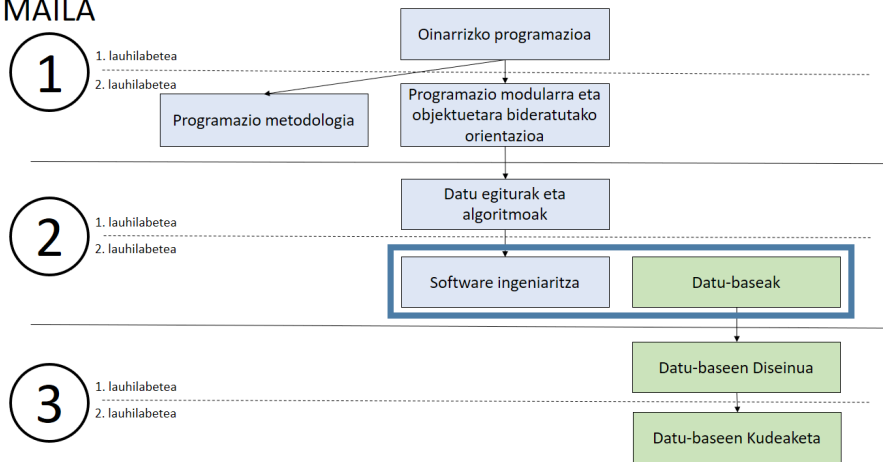 MAILA
Oinarrizko programazioa
1
1. lauhilabetea
2. lauhilabetea
Programazio metodologia
Programazio modularra eta
objektuetara bideratutako
orientazioa
Datu egiturak eta
algoritmoak
2
1. lauhilabetea
2. lauhilabetea
Software ingeniaritza
Datu-baseak
Datu-baseen Diseinua
3
1. lauhilabetea
2. lauhilabetea
Datu-baseen Kudeaketa